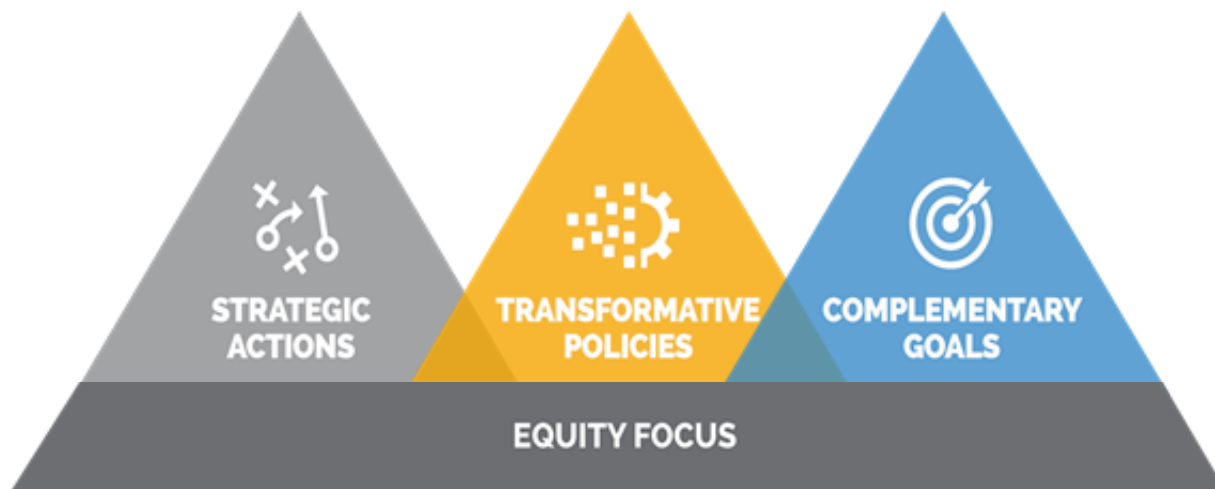 STRATEGIC
ACTIONS
TRANSFORMATIVE
POLICIES
COMPLEMENTARY
GOALS
EQUITY FOCUS